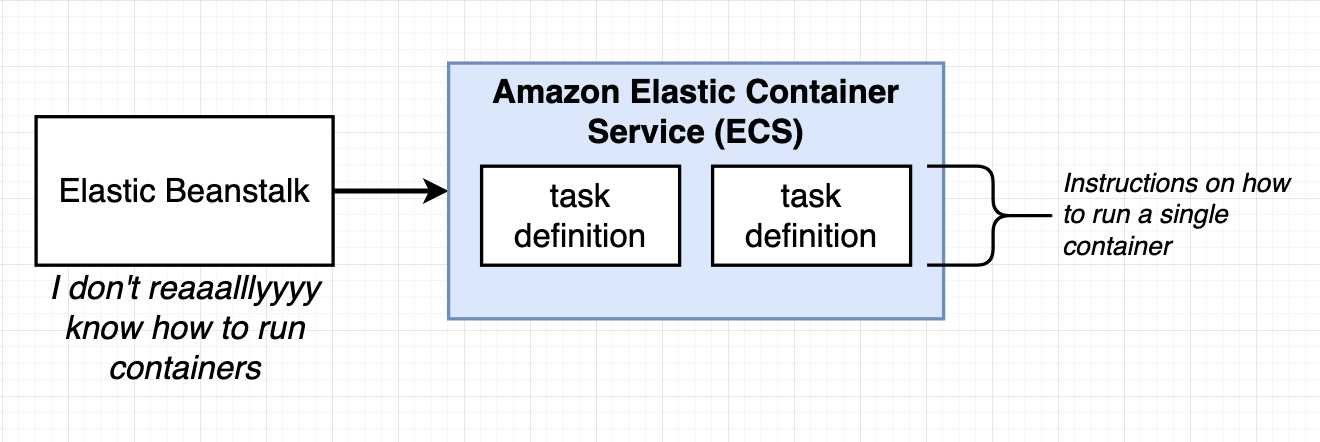 Amazon Elastic Container
Service (ECS)
Elastic Beanstalk
task
definition
task
definition
Instructions on how
to run a single
container
I don't reaaalllyyyy
know how to run
containers